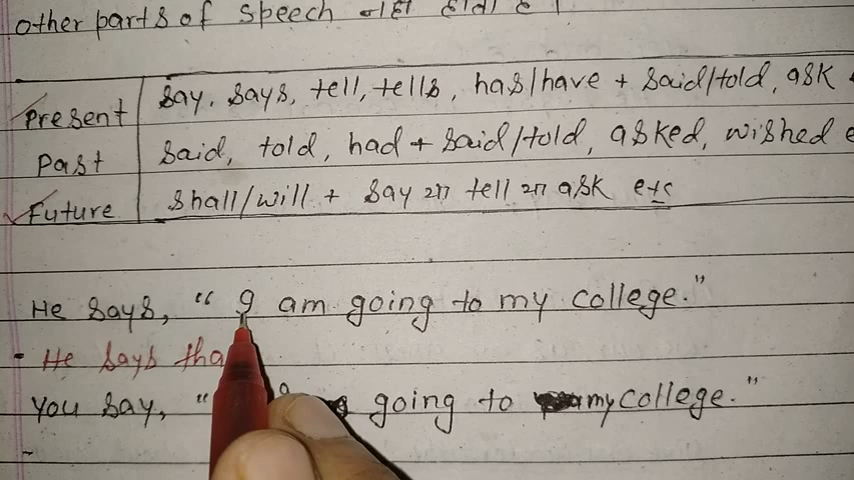 other parts of speech नहीं होता है ।
Present say, says, tell, tells, has/have + said/told, ask
Past said, told, had + said/told, asked, wished e
Future shall/will + say या tell या ask etc
He says, " I am going to my college."
- He says tha
You say, " going to my college."
-